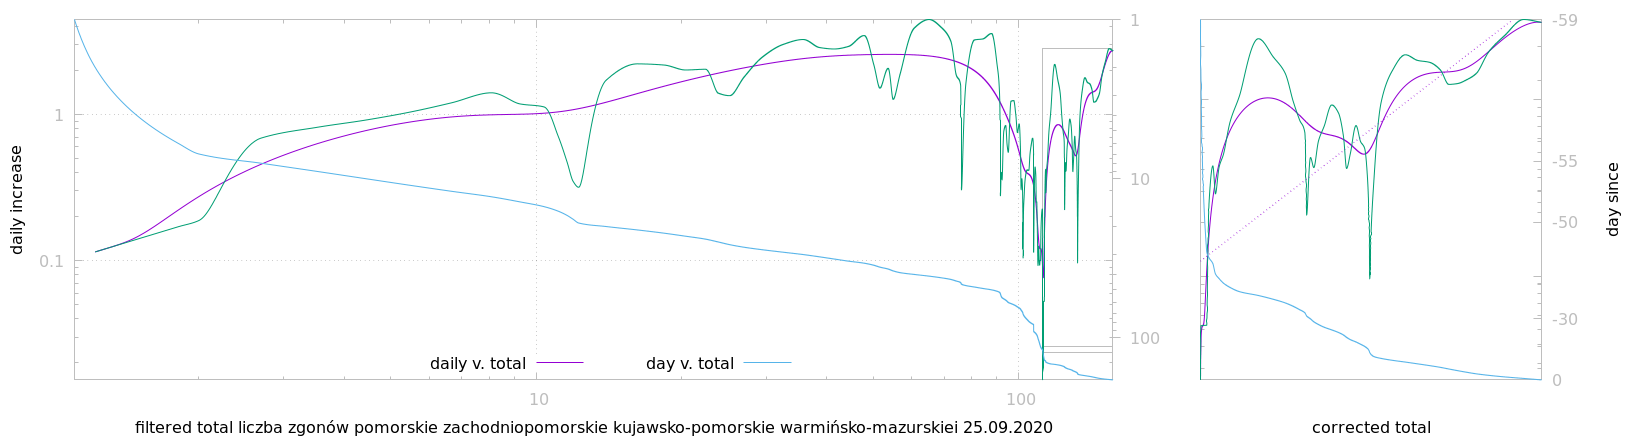 daily increase
1
0.1
daily v. total
day v. total
10
100
1
10
100
filtered total liczba zgonów pomorskie zachodniopomorskie kujawsko-pomorskie warmińsko-mazurskiei 25.09.2020
-59
-55
-50
-30
0
day since
corrected total